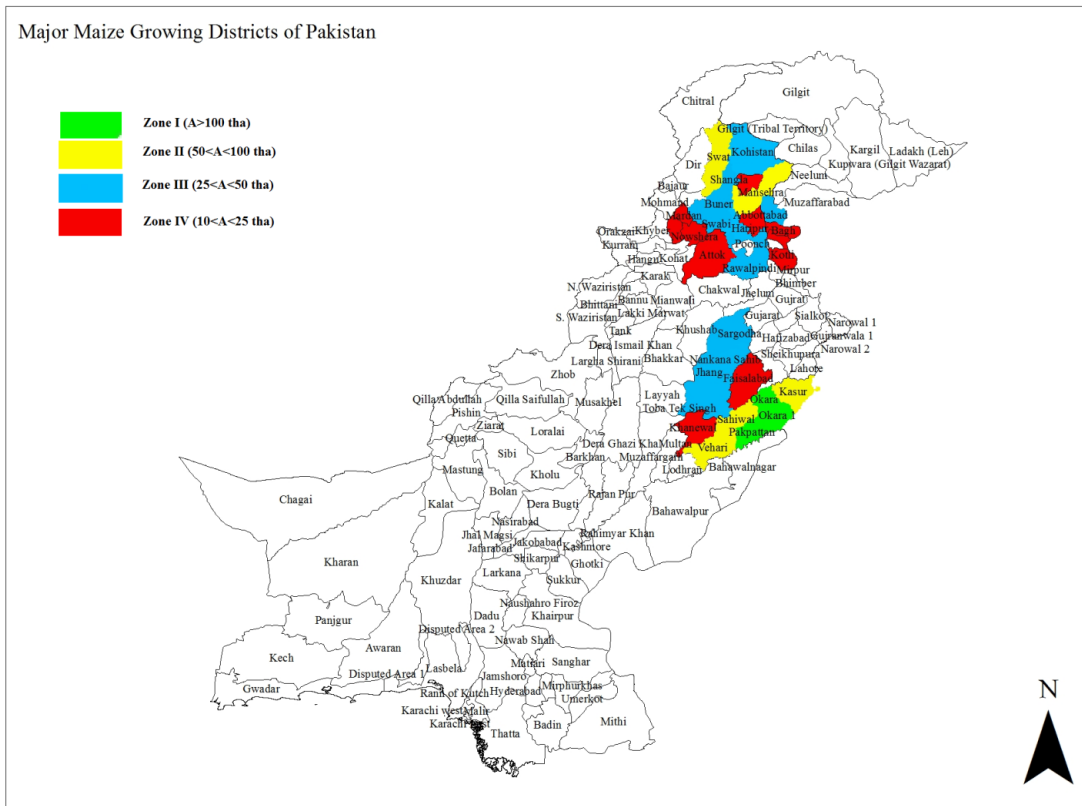 Major Maize Growing Districts of Pakistan
Zone I (A>100 tha)
Zone II (50<A<100 tha)
Zone III (25<A<50 tha)
Zone IV (10<A<25 tha)
Chitral
Gilgit
Gilgit (Tribal Territory)
Kohistan
Chilas
Kargil
Ladakh (Leh)
Kupwara (Gilgit Wazarat)
Dir
Swat
Shangla
Neelum
Bajaur
Mansehra
Mohmand
Buner
Muzaffarabad
Mardan
Swabi
Abbottabad
Haripur
Bagh
Orakzai
Khyber
Nowshera
Poonch
Kurram
Hangu
Kohat
Attok
Kotli
Rawalpindi
Mirpur
Karak
Bhimber
N. Waziristan
Chakwal
Jhelum
Bannu
Mianwali
Gujrat
Bhittani
Lakki Marwat
S. Waziristan
Gujarat
Sialkot
Narowal 1
Tank
Khushab
Sargodha
Hafizabad
Gujranwala 1
Dera Ismail Khan
Narowal 2
Largha Shirani
Bhakkar
Nankana Sahib
Sheikhupura
Lahote
Zhob
Jhang
Faisalabad
Qilla Abdullah
Qilla Saifullah
Musakhel
Layyah
Kasur
Pishin
Toba Tek Singh
Okara
Okara 1
Ziarat
Loralai
Khanewal
Sahiwal
Pakpattan
Quetta
Dera Ghazi Kha
Multan
Vehari
Sibi
Barkhan
Muzaffargarh
Mastung
Kholu
Lodhran
Bahawalnagar
Chagai
Bolan
Rajan Pur
Kalat
Dera Bugti
Bahawalpur
Nasirabad
Jhal Magsi
Jakobabad
Rahimyar Khan
Jafarabad
Kashmore
Kharan
Shikarpur
Ghotki
Khuzdar
Larkana
Sukkur
Naushahro Firoz
Panjgur
Dadu
Khairpur
Disputed Area 2
Nawab Shah
Awaran
Kech
Lasbela
Matiari
Sanghar
Disputed Area 1
Jamshoro
Gwadar
Rann of Kutch
Hyderabad
Mirphurkhas
Umerkot
Karachi west
Malir
Karachi East
Thatta
Badin
Mithi
N